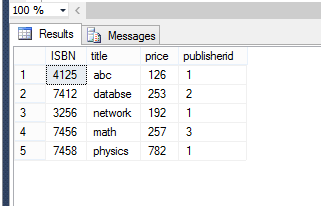 100 %
Results Messages
ISBN title price publisherid
1 4125 abc 126 1
2 7412 databse 253 2
3 3256 network 192 1
4 7456 math 257 3
5 7458 physics 782 1